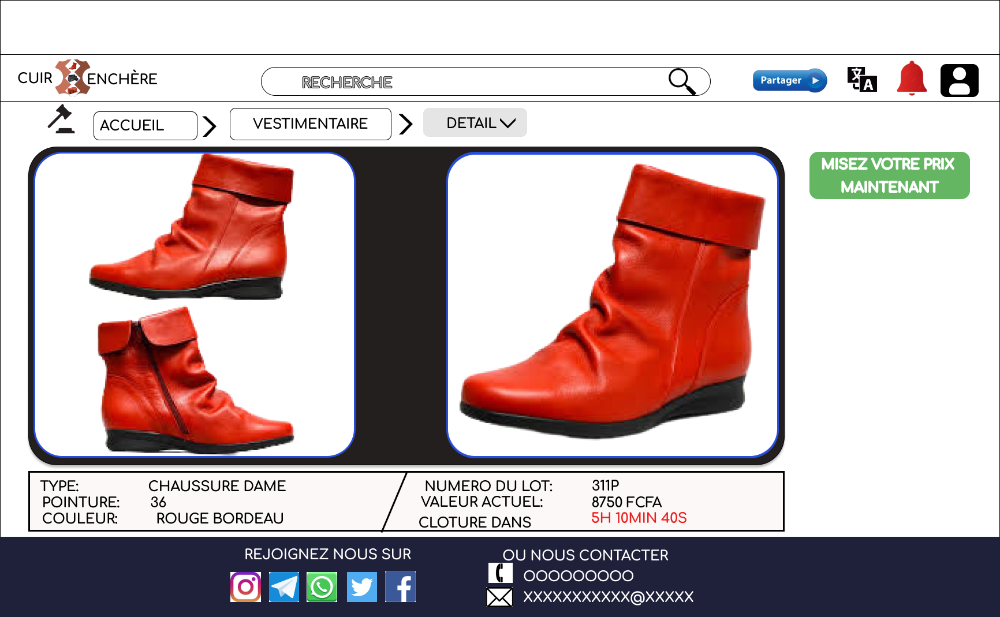 CUIR ENCHÈRE
RECHERCHE
Partager
文 A
ACCUEIL
VESTIMENTAIRE
DETAIL
MISEZ VOTRE PRIX
MAINTENANT
TYPE: CHAUSSURE DAME
POINTURE: 36
COULEUR: ROUGE BORDEAU
NUMERO DU LOT: 311P
VALEUR ACTUEL: 8750 FCFA
CLOTURE DANS 5H 10MIN 40S
REJOIGNEZ NOUS SUR
OU NOUS CONTACTER
OOOOOOOOO
XXXXXXXXXXX@XXXXX